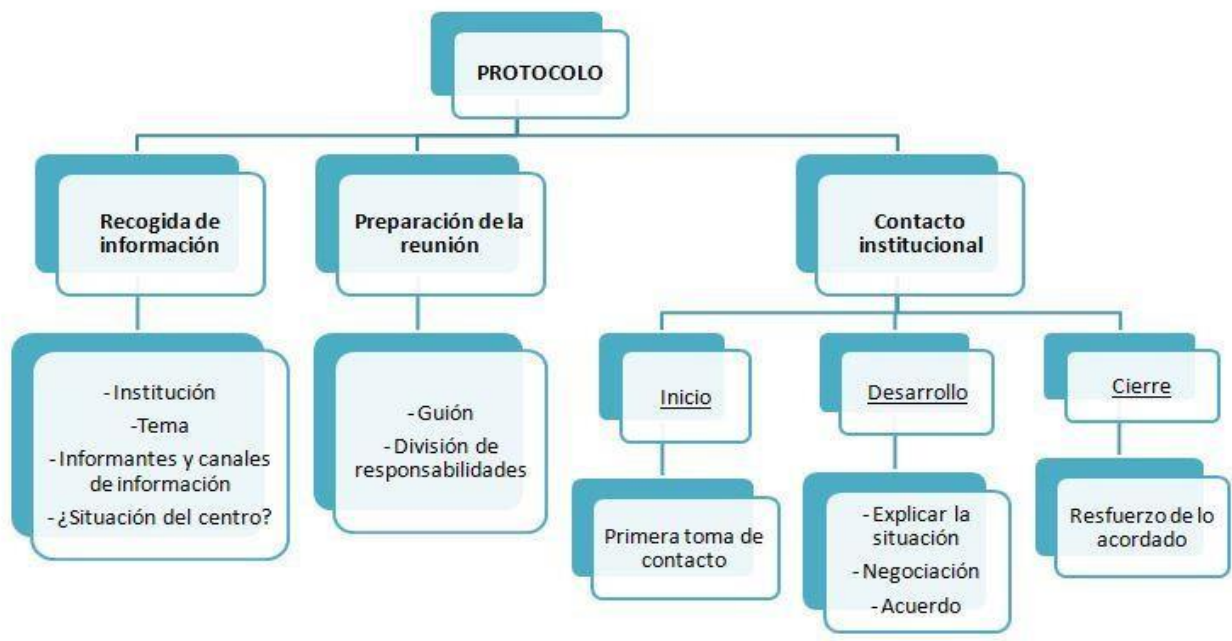 PROTOCOLO
Recogida de
información
Preparación de la
reunión
Contacto
institucional
- Institución
-Tema
- Informantes y canales
de información
- ¿Situación del centro?
- Guión
- División de
responsabilidades
Inicio
Desarrollo
Cierre
Primera toma de
contacto
- Explicar la
situación
- Negociación
- Acuerdo
Resfuerzo de lo
acordado